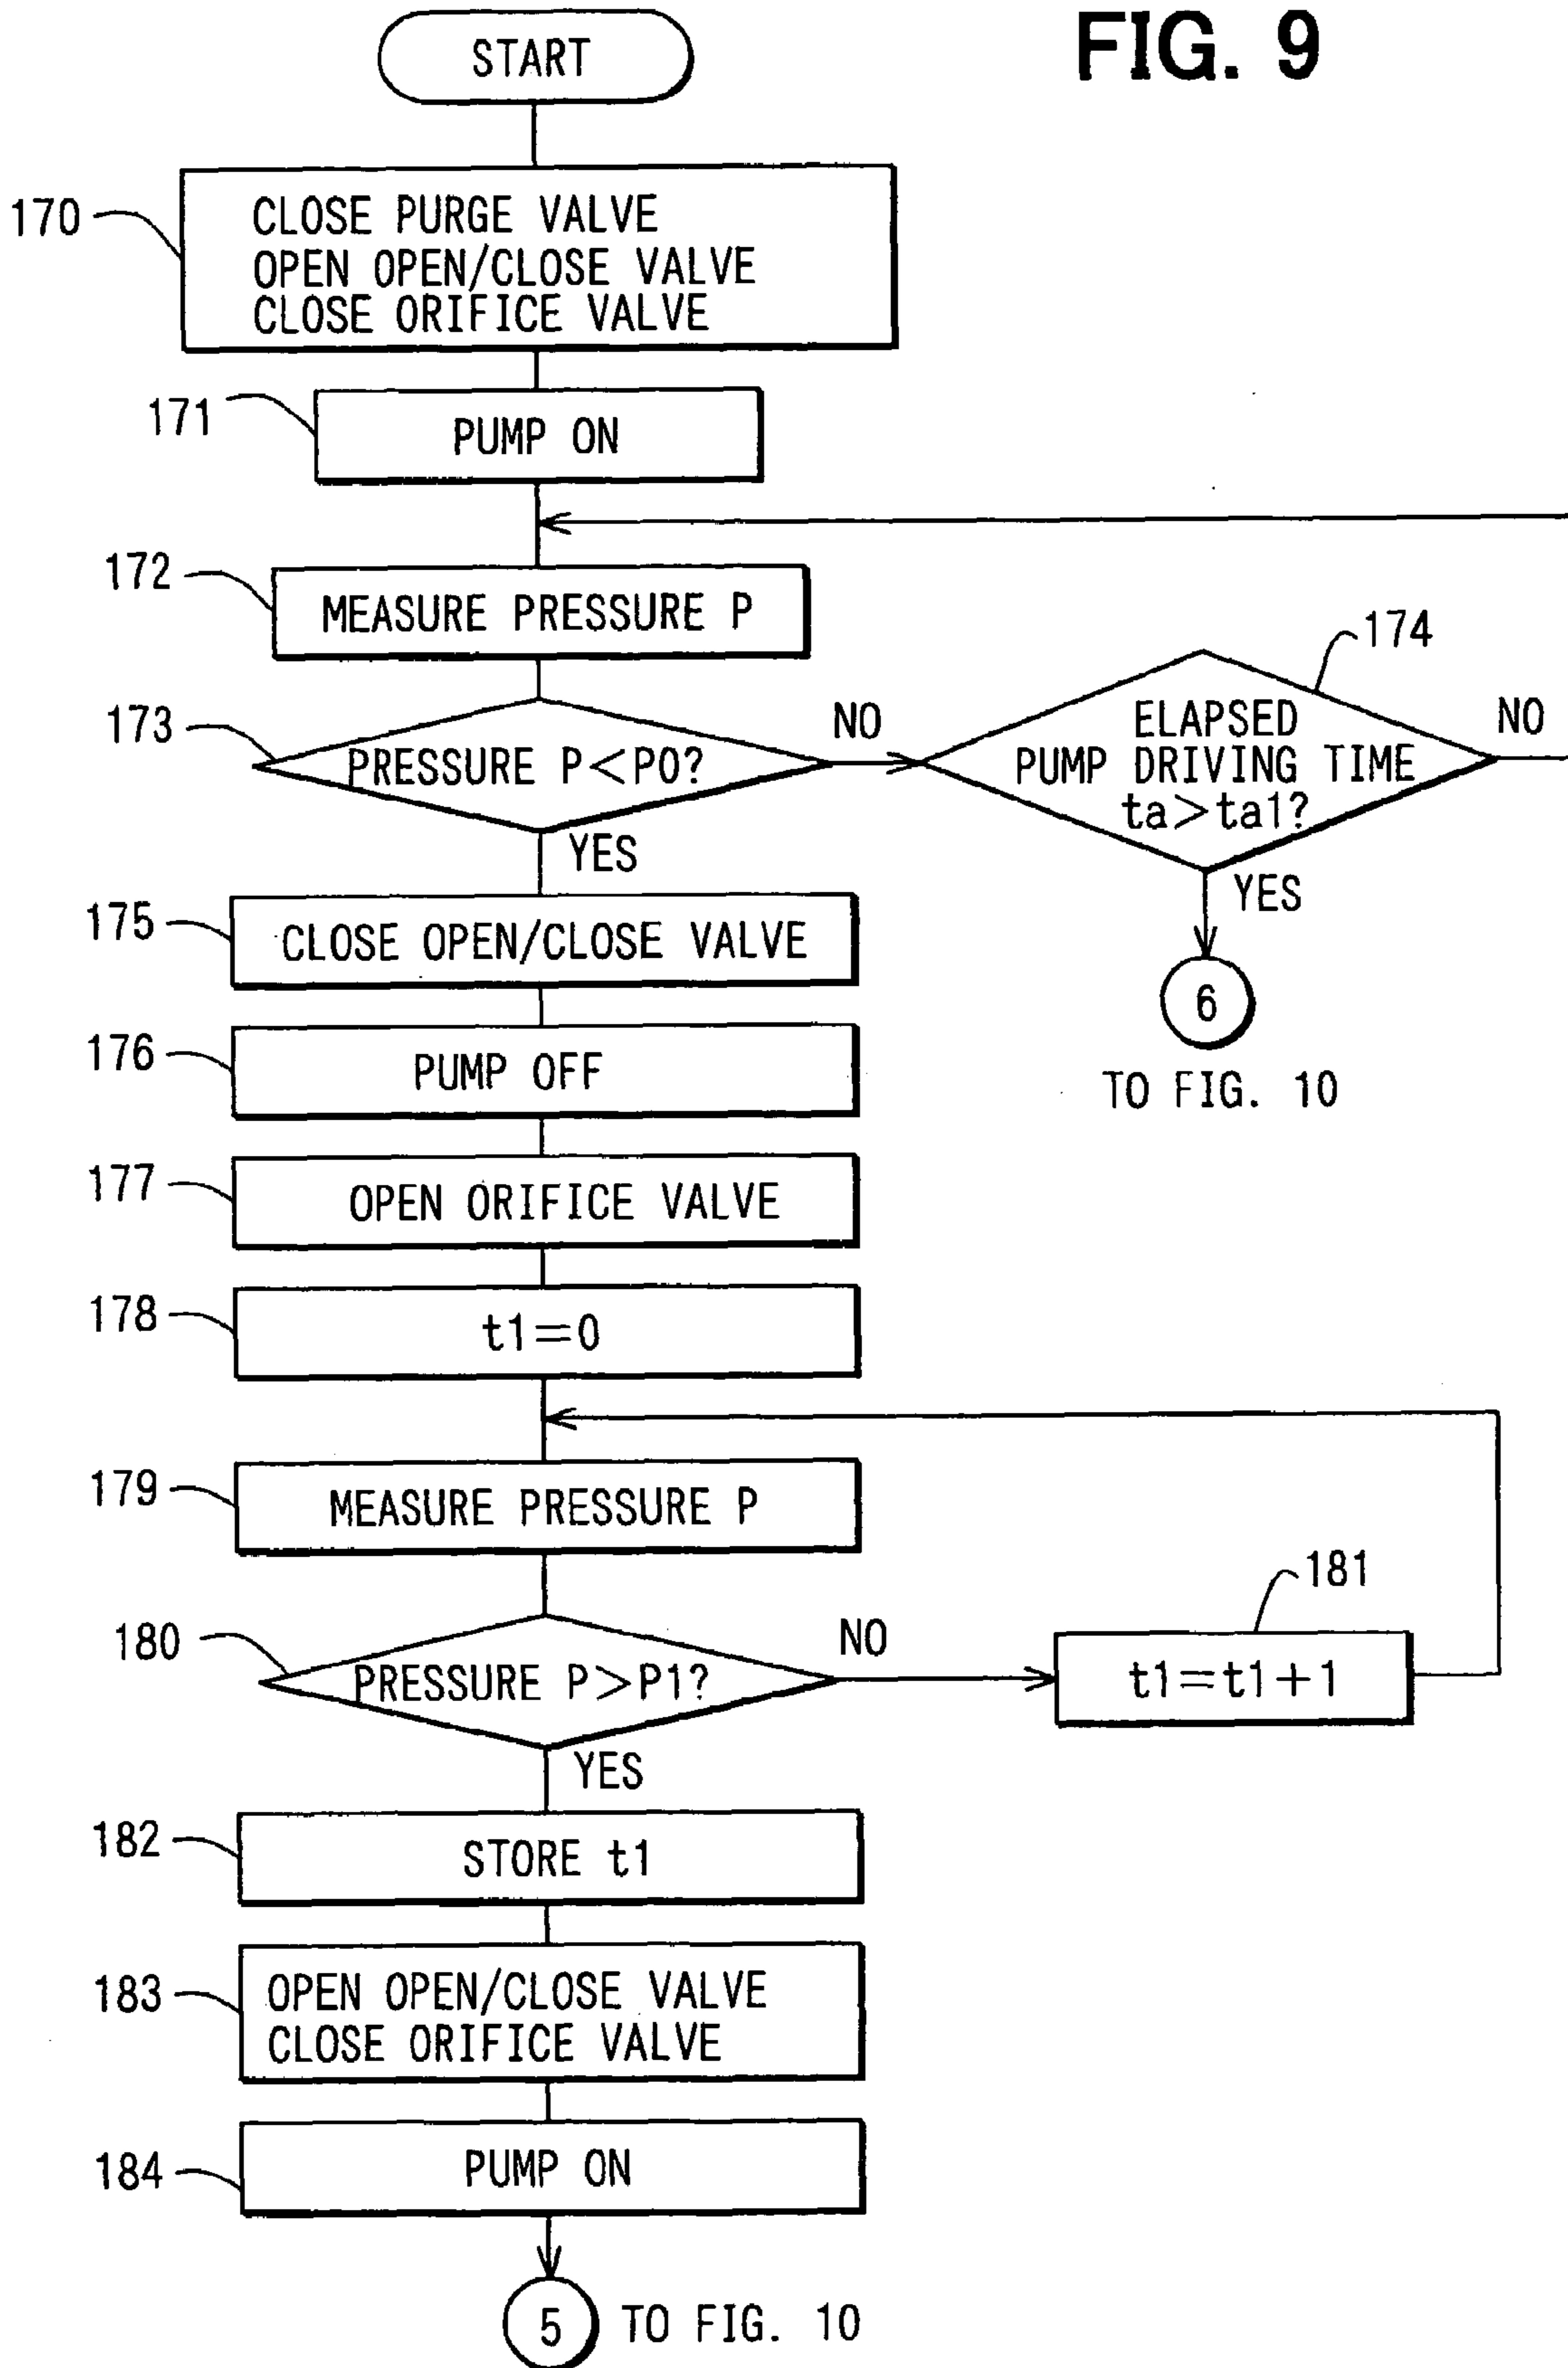 FIG. 9
START
170
CLOSE PURGE VALVE
OPEN OPEN/CLOSE VALVE
CLOSE ORIFICE VALVE
171
PUMP ON
172
MEASURE PRESSURE P
173
PRESSURE P<P0?
NO
YES
174
ELAPSED
PUMP DRIVING TIME
ta>ta1?
NO
YES
6
TO FIG. 10
175
CLOSE OPEN/CLOSE VALVE
176
PUMP OFF
177
OPEN ORIFICE VALVE
178
t1=0
179
MEASURE PRESSURE P
180
PRESSURE P>P1?
NO
181
t1=t1+1
YES
182
STORE t1
183
OPEN OPEN/CLOSE VALVE
CLOSE ORIFICE VALVE
184
PUMP ON
5 TO FIG. 10